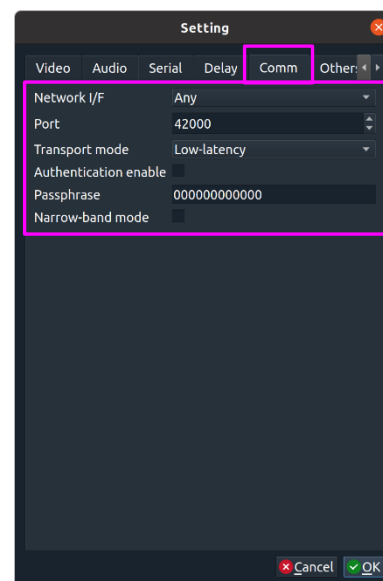 Setting
Video Audio Serial Delay Comm Other
Network I/F Any
Port 42000
Transport mode Low-latency
Authentication enable
Passphrase 000000000000
Narrow-band mode
Cancel OK